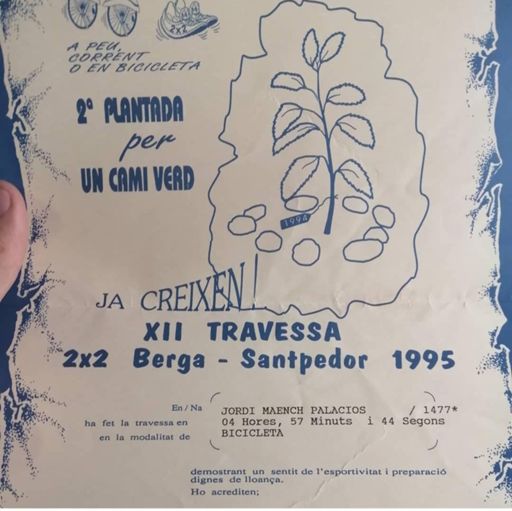 2x2
A PEU,
CORRENT
O EN BICICLETA
2ª PLANTADA
per
UN CAMI VERD
1994
JA CREIXEN!
XII TRAVESSA
2x2 Berga - Santpedor 1995
En / Na JORDI MAENCH PALACIOS / 1477*
ha fet la travessa en 04 Hores, 57 Minuts i 44 Segons
en la modalitat de BICICLETA
demostrant un sentit de l'esportivitat i preparació
dignes de lloança.
Ho acrediten;